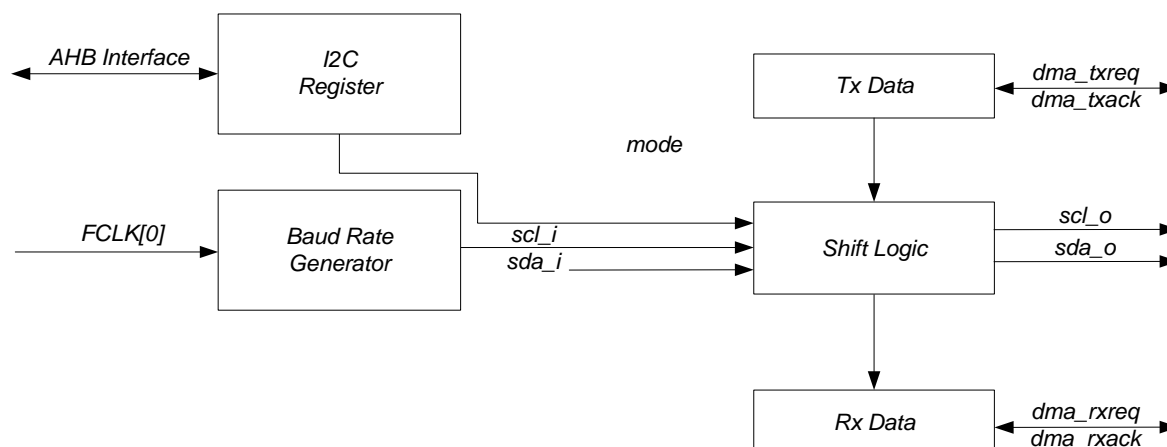 AHB Interface
I2C
Register
Tx Data
dma_txreq
dma_txack
mode
FCLK[0]
Baud Rate
Generator
scl_i
sda_i
Shift Logic
scl_o
sda_o
Rx Data
dma_rxreq
dma_rxack